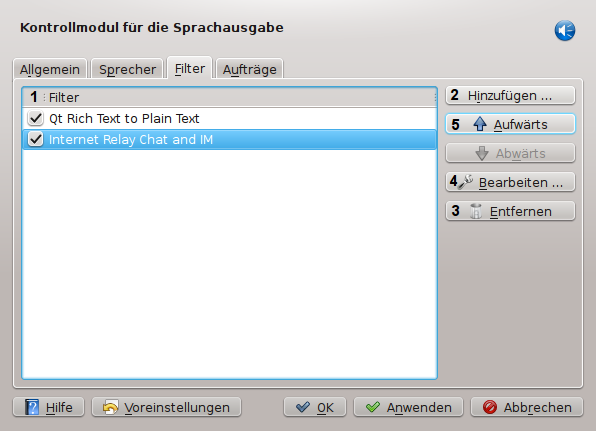 Kontrollmodul für die Sprachausgabe
Allgemein Sprecher Filter Aufträge
1 Filter
Qt Rich Text to Plain Text
Internet Relay Chat and IM
2 Hinzufügen ...
5 Aufwärts
Abwärts
4 Bearbeiten ...
3 Entfernen
Hilfe Voreinstellungen OK Anwenden Abbrechen